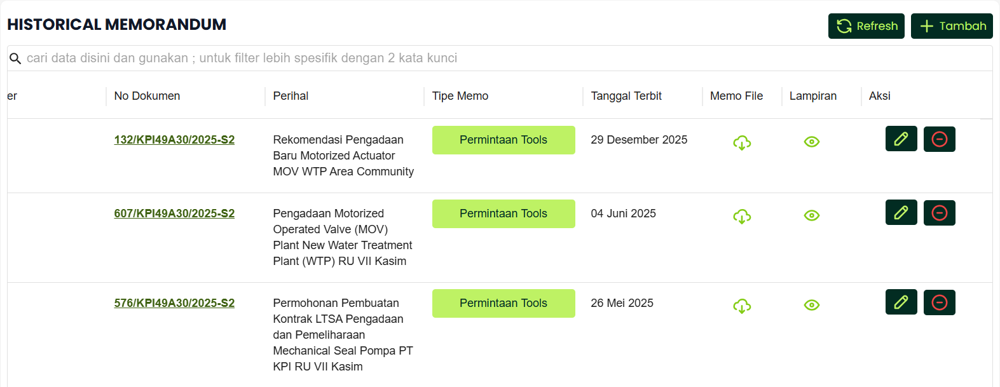 HISTORICAL MEMORANDUM
Refresh
Tambah
cari data disini dan gunakan ; untuk filter lebih spesifik dengan 2 kata kunci
er No Dokumen Perihal Tipe Memo Tanggal Terbit Memo File Lampiran Aksi
132/KPI49A30/2025-S2
Rekomendasi Pengadaan
Baru Motorized Actuator
MOV WTP Area Community
Permintaan Tools
29 Desember 2025
607/KPI49A30/2025-S2
Pengadaan Motorized
Operated Valve (MOV)
Plant New Water Treatment
Plant (WTP) RU VII Kasim
Permintaan Tools
04 Juni 2025
576/KPI49A30/2025-S2
Permohonan Pembuatan
Kontrak LTSA Pengadaan
dan Pemeliharaan
Mechanical Seal Pompa PT
KPI RU VII Kasim
Permintaan Tools
26 Mei 2025